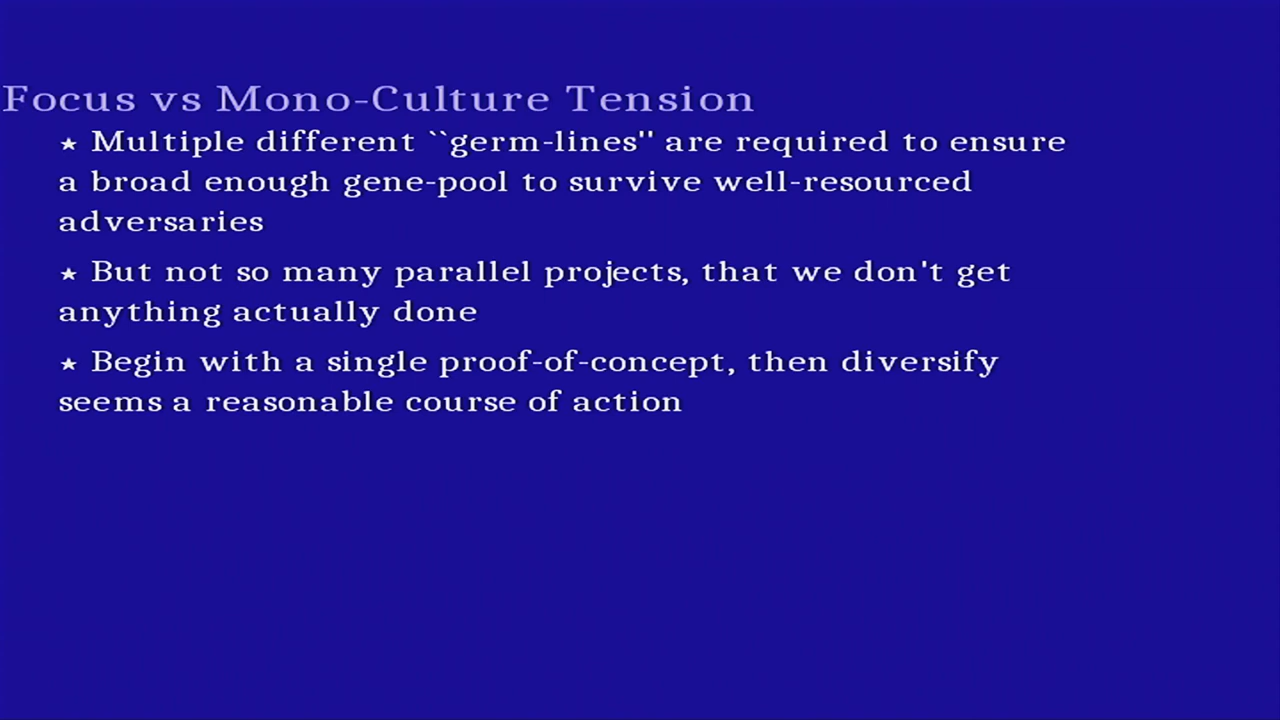 Focus vs Mono-Culture Tension
★ Multiple different ``germ-lines'' are required to ensure
a broad enough gene-pool to survive well-resourced
adversaries
★ But not so many parallel projects, that we don't get
anything actually done
★ Begin with a single proof-of-concept, then diversify
seems a reasonable course of action